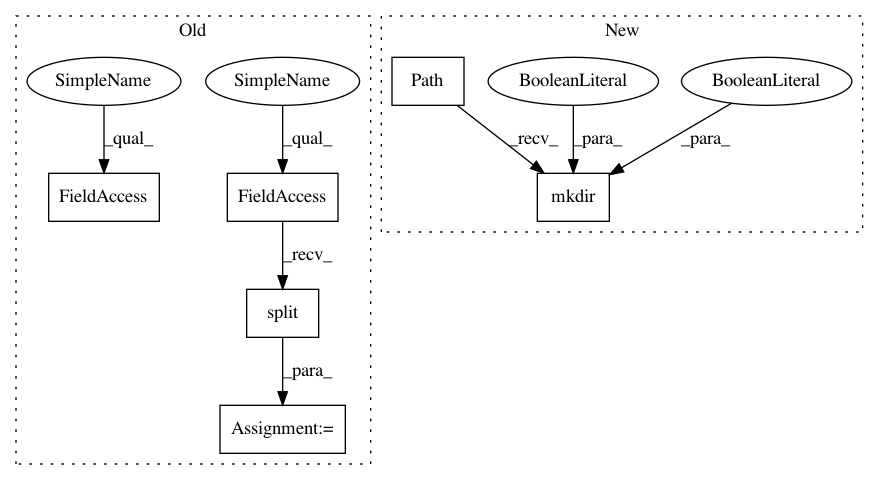 Old
New
SimpleName
SimpleName
Path
BooleanLiteral
BooleanLiteral
_qual_
_qual_
_recv_
_para_
_para_
FieldAccess
FieldAccess
mkdir
_recv_
split
_para_
Assignment:=